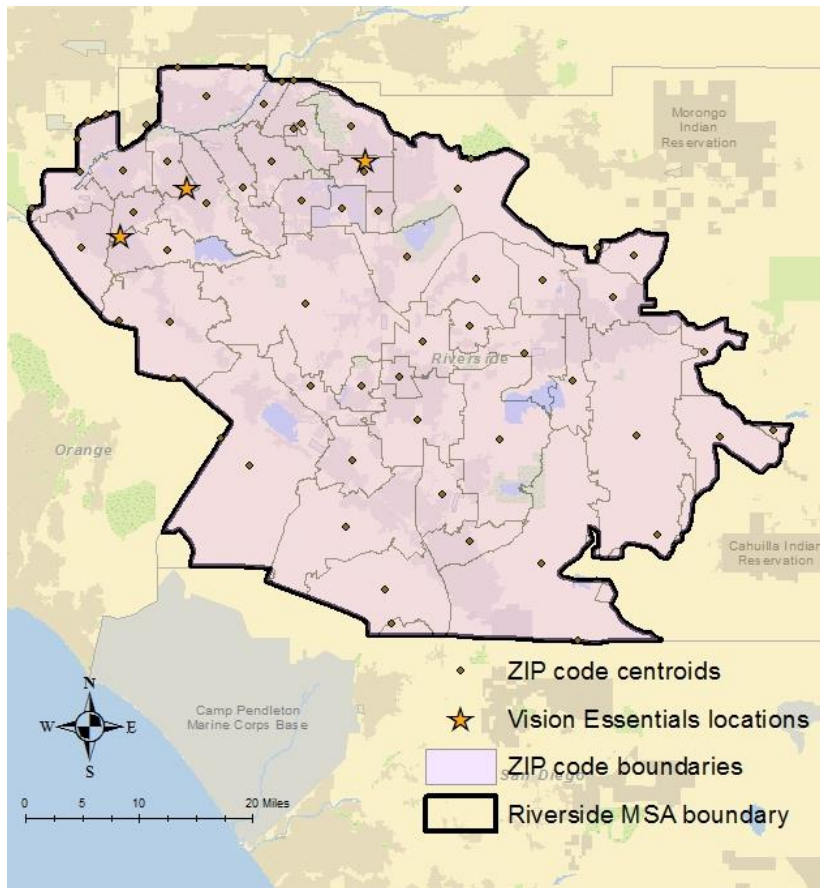 Morongo
Indian
Reservation
Riverside
Orange
Cahuilla Indian
Reservation
Camp Pendleton
Marine Corps Base
San Diego
N
W
E
S
0
5
10
20 Miles
ZIP code centroids
Vision Essentials locations
ZIP code boundaries
Riverside MSA boundary